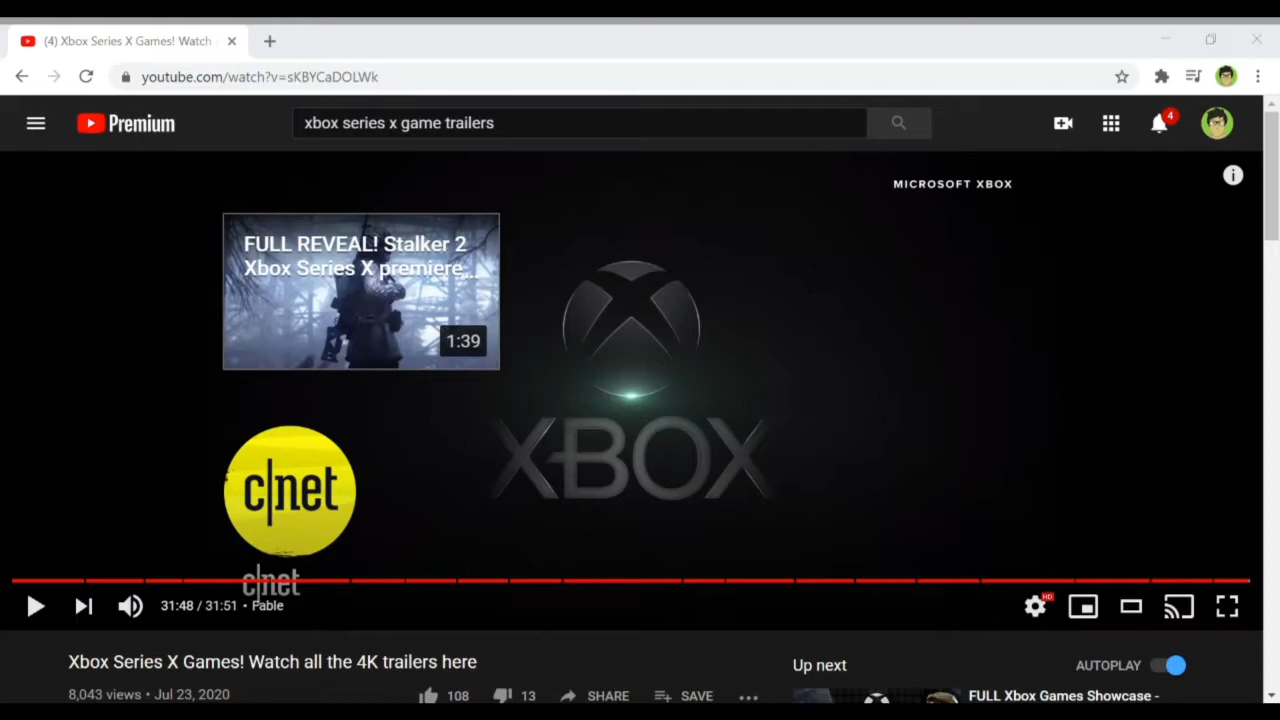 (4) Xbox Series X Games! Watch
youtube.com/watch?v=sKBYCaDOLWk
Premium
xbox series x game trailers
4
MICROSOFT XBOX
FULL REVEAL! Stalker 2
Xbox Series X premiere...
1:39
XBOX
c|net
c|net
31:48 / 31:51 • Fable
HD
Xbox Series X Games! Watch all the 4K trailers here
Up next
AUTOPLAY
8,043 views • Jul 23, 2020
108
13
SHARE
SAVE
FULL Xbox Games Showcase -